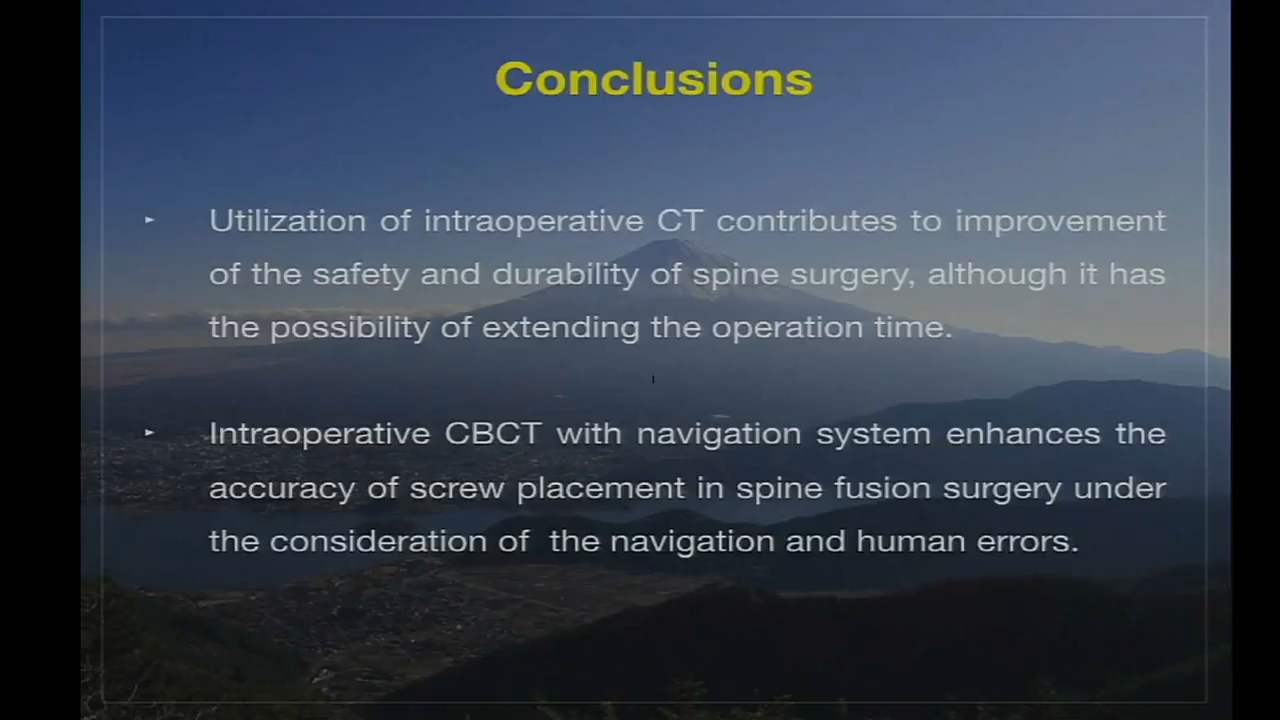 Conclusions
► Utilization of intraoperative CT contributes to improvement
of the safety and durability of spine surgery, although it has
the possibility of extending the operation time.
► Intraoperative CBCT with navigation system enhances the
accuracy of screw placement in spine fusion surgery under
the consideration of  the navigation and human errors.